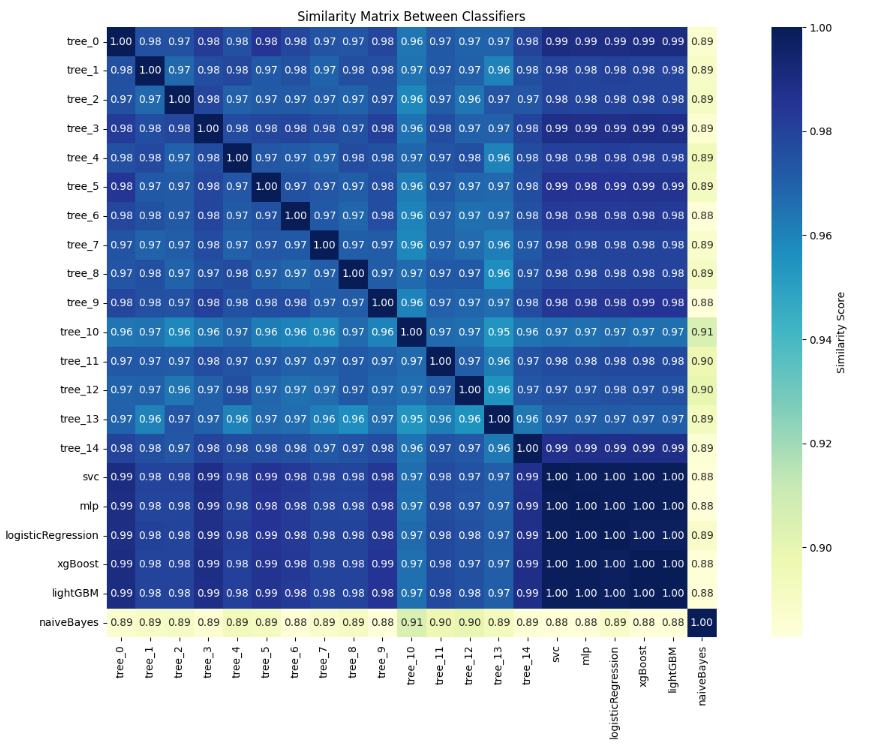 Similarity Matrix Between Classifiers
tree_0 1.00 0.98 0.97 0.98 0.98 0.98 0.98 0.97 0.97 0.98 0.96 0.97 0.97 0.97 0.98 0.99 0.99 0.99 0.99 0.99 0.89
tree_1 0.98 1.00 0.97 0.98 0.98 0.97 0.98 0.97 0.98 0.98 0.97 0.97 0.97 0.96 0.98 0.98 0.98 0.98 0.98 0.98 0.89
tree_2 0.97 0.97 1.00 0.98 0.97 0.97 0.97 0.97 0.97 0.97 0.96 0.97 0.96 0.97 0.97 0.98 0.98 0.98 0.98 0.98 0.89
tree_3 0.98 0.98 0.98 1.00 0.98 0.98 0.98 0.98 0.97 0.98 0.96 0.98 0.97 0.97 0.98 0.99 0.99 0.99 0.99 0.99 0.89
tree_4 0.98 0.98 0.97 0.98 1.00 0.97 0.97 0.97 0.98 0.98 0.97 0.97 0.98 0.96 0.98 0.98 0.98 0.98 0.98 0.98 0.89
tree_5 0.98 0.97 0.97 0.98 0.97 1.00 0.97 0.97 0.97 0.98 0.96 0.97 0.97 0.97 0.98 0.99 0.98 0.99 0.99 0.99 0.89
tree_6 0.98 0.98 0.97 0.98 0.97 0.97 1.00 0.97 0.97 0.98 0.96 0.97 0.97 0.97 0.98 0.98 0.98 0.98 0.98 0.98 0.88
tree_7 0.97 0.97 0.97 0.98 0.97 0.97 0.97 1.00 0.97 0.97 0.96 0.97 0.97 0.96 0.97 0.98 0.98 0.98 0.98 0.98 0.89
tree_8 0.97 0.98 0.97 0.97 0.98 0.97 0.97 0.97 1.00 0.97 0.97 0.97 0.97 0.96 0.97 0.98 0.98 0.98 0.98 0.98 0.89
tree_9 0.98 0.98 0.97 0.98 0.98 0.98 0.98 0.97 0.97 1.00 0.96 0.97 0.97 0.97 0.98 0.98 0.98 0.98 0.99 0.98 0.88
tree_10 0.96 0.97 0.96 0.96 0.97 0.96 0.96 0.96 0.97 0.96 1.00 0.97 0.97 0.95 0.96 0.97 0.97 0.97 0.97 0.97 0.91
tree_11 0.97 0.97 0.97 0.98 0.97 0.97 0.97 0.97 0.97 0.97 0.97 1.00 0.97 0.96 0.97 0.98 0.98 0.98 0.98 0.98 0.90
tree_12 0.97 0.97 0.96 0.97 0.98 0.97 0.97 0.97 0.97 0.97 0.97 0.97 1.00 0.96 0.97 0.97 0.97 0.98 0.97 0.98 0.90
tree_13 0.97 0.96 0.97 0.97 0.96 0.97 0.97 0.96 0.96 0.97 0.95 0.96 0.96 1.00 0.96 0.97 0.97 0.97 0.97 0.97 0.89
tree_14 0.98 0.98 0.97 0.98 0.98 0.98 0.98 0.97 0.97 0.98 0.96 0.97 0.97 0.96 1.00 0.99 0.99 0.99 0.99 0.99 0.89
svc 0.99 0.98 0.98 0.99 0.98 0.99 0.98 0.98 0.98 0.98 0.97 0.98 0.97 0.97 0.99 1.00 1.00 1.00 1.00 1.00 0.88
mlp 0.99 0.98 0.98 0.99 0.98 0.98 0.98 0.98 0.98 0.98 0.97 0.98 0.97 0.97 0.99 1.00 1.00 1.00 1.00 1.00 0.88
logisticRegression 0.99 0.98 0.98 0.99 0.98 0.99 0.98 0.98 0.98 0.98 0.97 0.98 0.98 0.97 0.99 1.00 1.00 1.00 1.00 1.00 0.89
xgBoost 0.99 0.98 0.98 0.99 0.98 0.99 0.98 0.98 0.98 0.99 0.97 0.98 0.97 0.97 0.99 1.00 1.00 1.00 1.00 1.00 0.88
lightGBM 0.99 0.98 0.98 0.99 0.98 0.99 0.98 0.98 0.98 0.98 0.97 0.98 0.98 0.97 0.99 1.00 1.00 1.00 1.00 1.00 0.88
naiveBayes 0.89 0.89 0.89 0.89 0.89 0.89 0.88 0.89 0.89 0.88 0.91 0.90 0.90 0.89 0.89 0.88 0.88 0.89 0.88 0.88 1.00
tree_0 tree_1 tree_2 tree_3 tree_4 tree_5 tree_6 tree_7 tree_8 tree_9 tree_10 tree_11 tree_12 tree_13 tree_14 svc mlp logisticRegression xgBoost lightGBM naiveBayes
1.00
0.98
0.96
0.94
0.92
0.90
Similarity Score